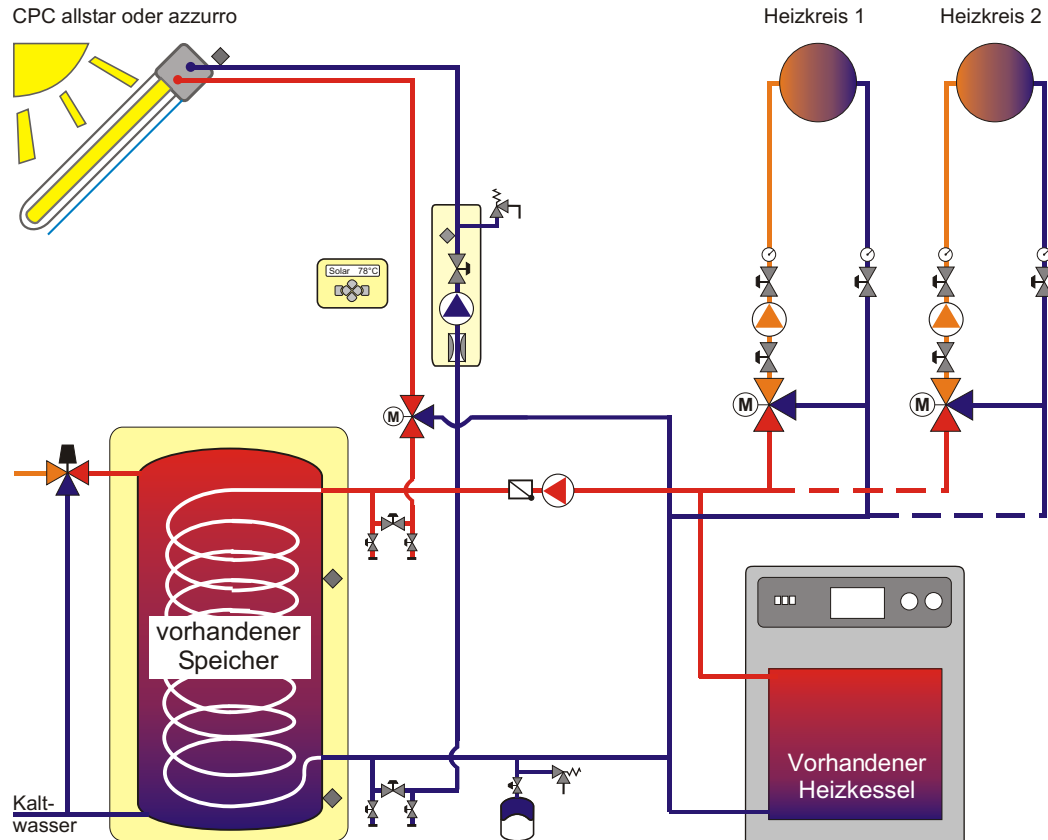 CPC allstar oder azzurro
Heizkreis 1
Heizkreis 2
Solar 78°C
M
M
M
vorhandener
Speicher
Vorhandener
Heizkessel
Kalt-
wasser